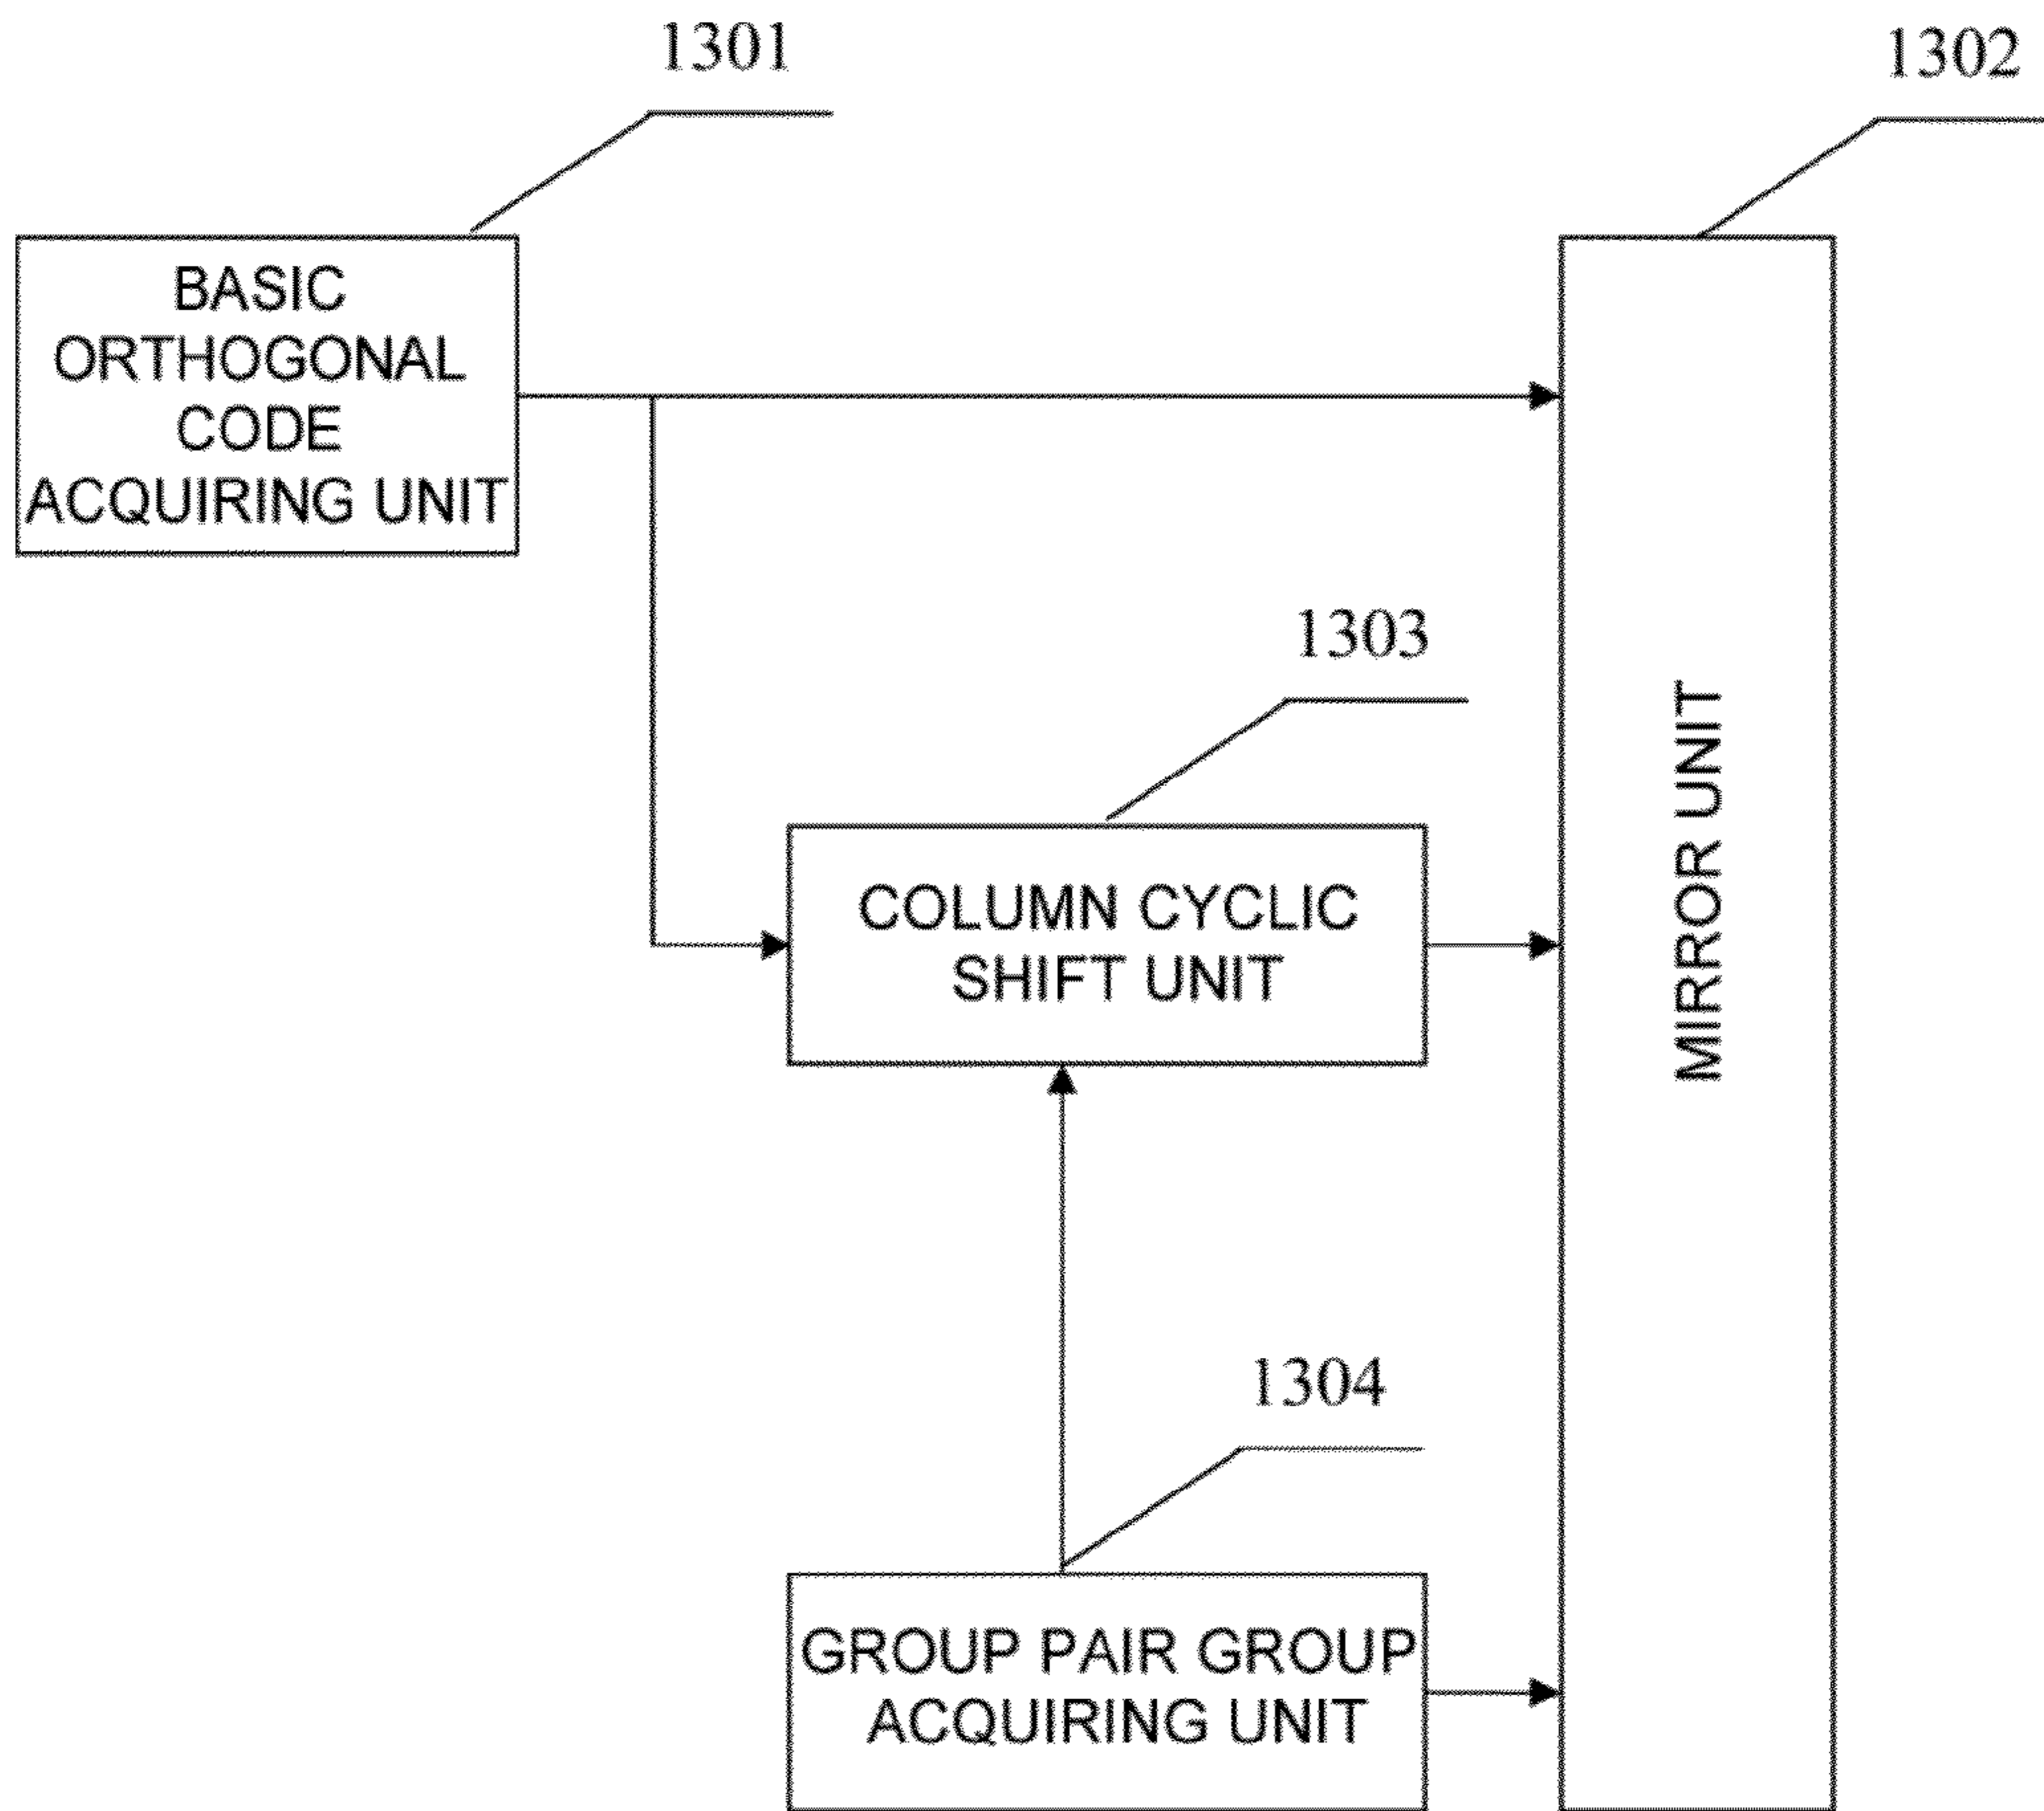 1301
1302
BASIC
ORTHOGONAL
CODE
ACQUIRING UNIT
1303
COLUMN CYCLIC
SHIFT UNIT
MIRROR UNIT
1304
GROUP PAIR GROUP
ACQUIRING UNIT